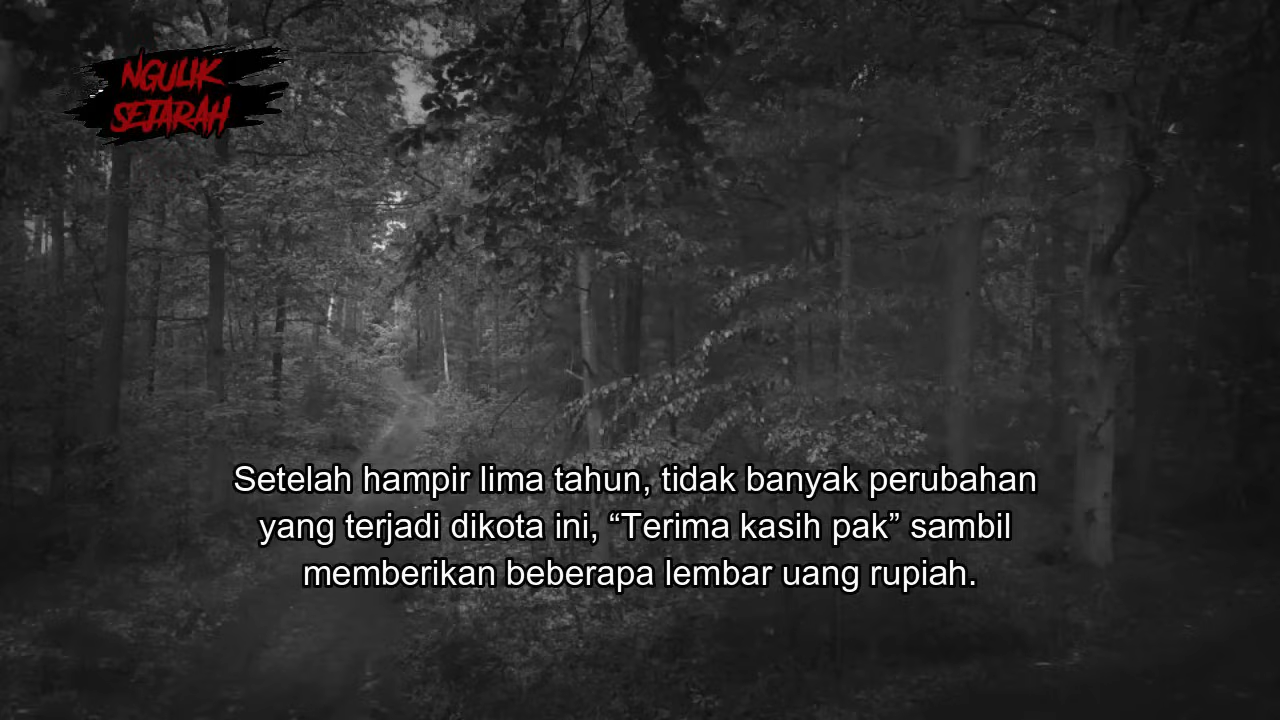 NGULIK
SEJARAH
Setelah hampir lima tahun, tidak banyak perubahan
yang terjadi dikota ini, “Terima kasih pak” sambil
memberikan beberapa lembar uang rupiah.